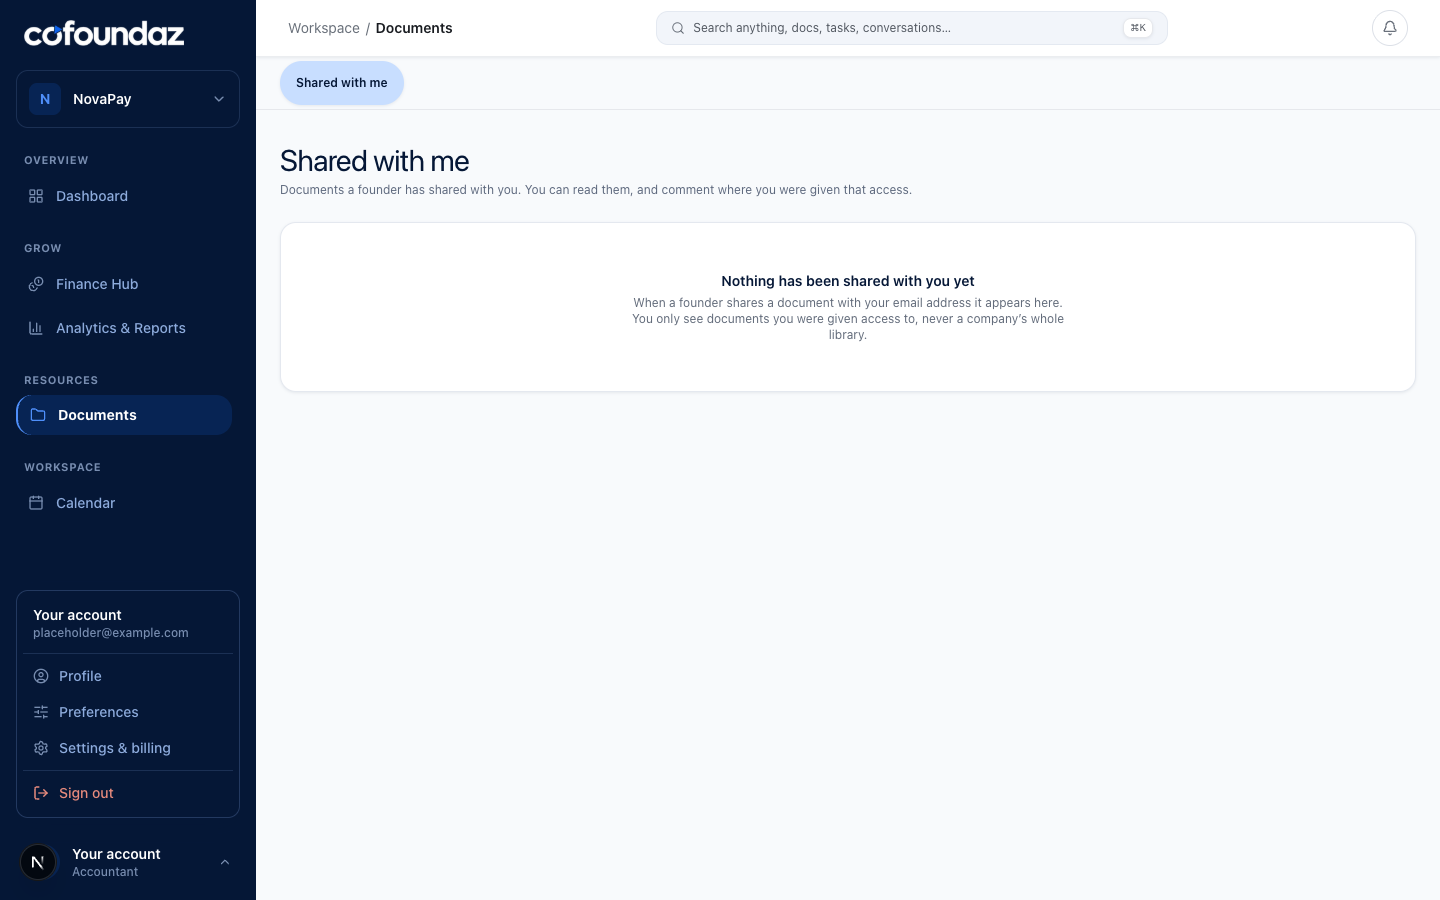 cofoundaz
N NovaPay
OVERVIEW
Dashboard
GROW
Finance Hub
Analytics & Reports
RESOURCES
Documents
WORKSPACE
Calendar
Your account
placeholder@example.com
Profile
Preferences
Settings & billing
Sign out
N Your account
Accountant
Workspace / Documents
Search anything, docs, tasks, conversations... ⌘K
Shared with me
Shared with me
Documents a founder has shared with you. You can read them, and comment where you were given that access.
Nothing has been shared with you yet
When a founder shares a document with your email address it appears here.
You only see documents you were given access to, never a company’s whole
library.